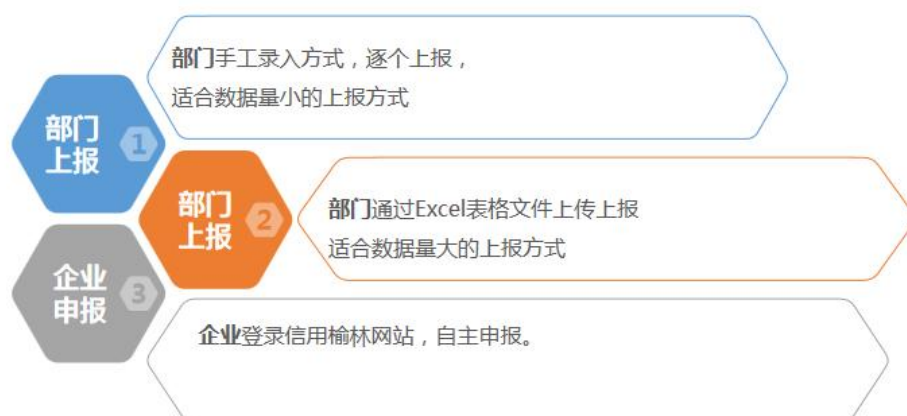 部门
上报
1
部门手工录入方式，逐个上报，
适合数据量小的上报方式
部门
上报
2
部门通过Excel表格文件上传上报
适合数据量大的上报方式
企业
申报
3
企业登录信用榆林网站，自主申报。